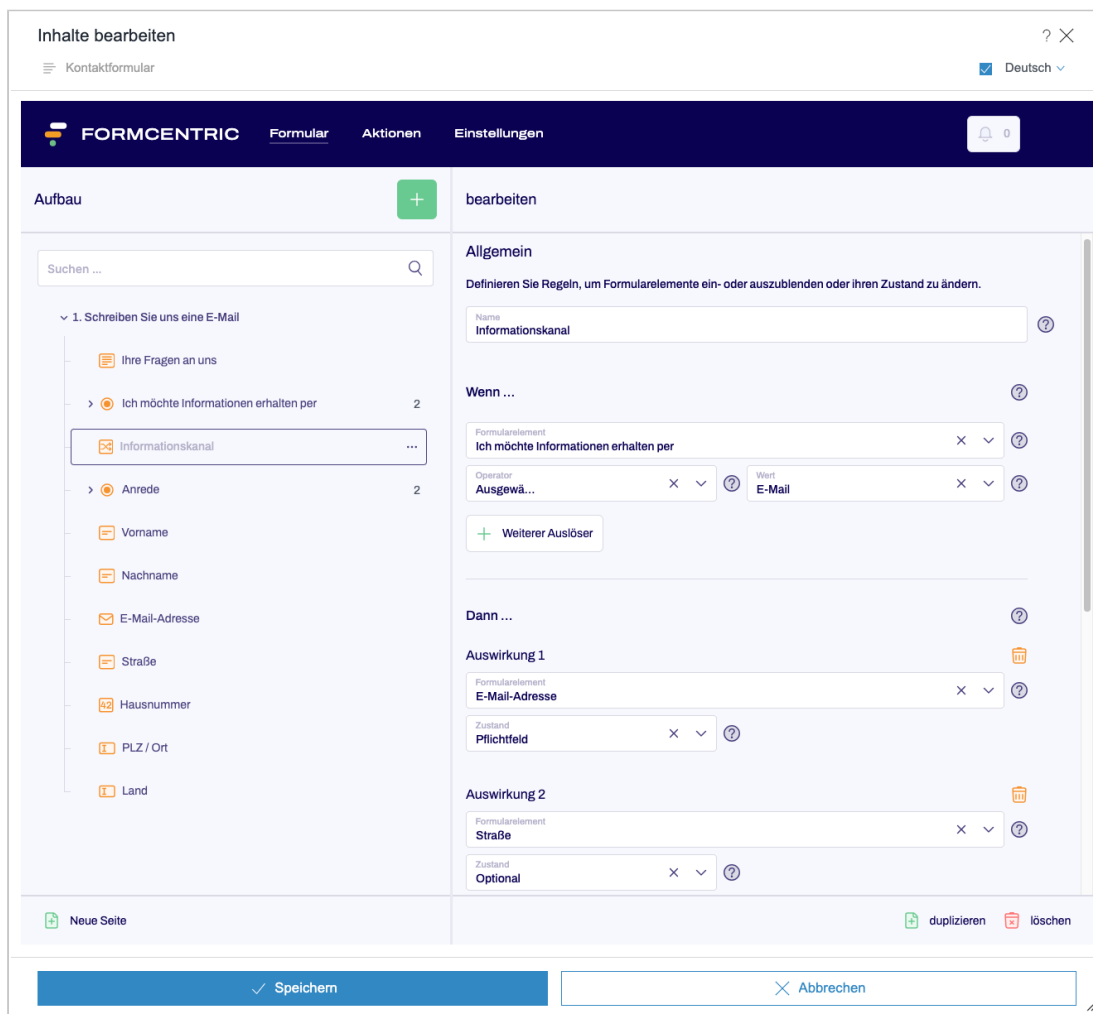 Inhalte bearbeiten
?
Kontaktformular
Deutsch
FORMCENTRIC Formular Aktionen Einstellungen 0
Aufbau
+
Suchen ...
1. Schreiben Sie uns eine E-Mail
Ihre Fragen an uns
Ich möchte Informationen erhalten per 2
Informationskanal ...
Anrede 2
Vorname
Nachname
E-Mail-Adresse
Straße
42 Hausnummer
PLZ / Ort
Land
Neue Seite
bearbeiten
Allgemein
Definieren Sie Regeln, um Formularelemente ein- oder auszublenden oder ihren Zustand zu ändern.
Name
Informationskanal ?
Wenn ... ?
Formularelement
Ich möchte Informationen erhalten per ?
Operator
Ausgewä... ?
Wert
E-Mail ?
+ Weiterer Auslöser
Dann ... ?
Auswirkung 1
Formularelement
E-Mail-Adresse ?
Zustand
Pflichtfeld ?
Auswirkung 2
Formularelement
Straße ?
Zustand
Optional ?
duplizieren löschen
Speichern Abbrechen